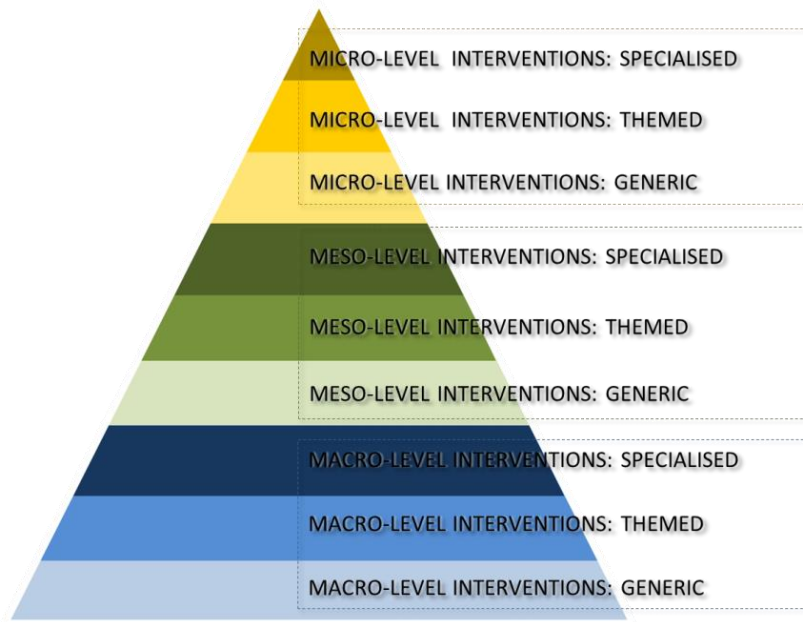 MICRO-LEVEL INTERVENTIONS: SPECIALISED
MICRO-LEVEL INTERVENTIONS: THEMED
MICRO-LEVEL INTERVENTIONS: GENERIC
MESO-LEVEL INTERVENTIONS: SPECIALISED
MESO-LEVEL INTERVENTIONS: THEMED
MESO-LEVEL INTERVENTIONS: GENERIC
MACRO-LEVEL INTERVENTIONS: SPECIALISED
MACRO-LEVEL INTERVENTIONS: THEMED
MACRO-LEVEL INTERVENTIONS: GENERIC